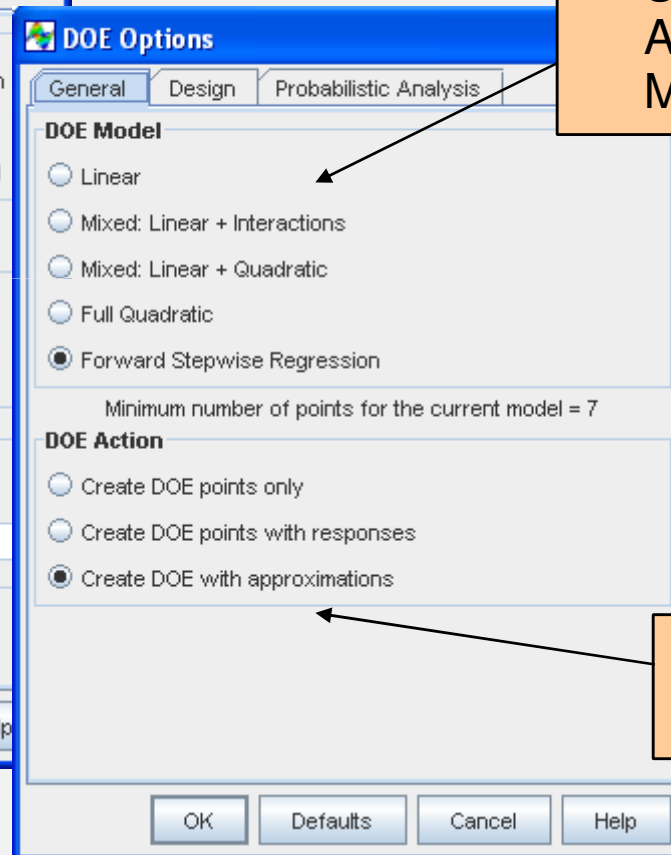 DOE Options
General Design Probabilistic Analysis
DOE Model
Linear
Mixed: Linear + Interactions
Mixed: Linear + Quadratic
Full Quadratic
Forward Stepwise Regression
Minimum number of points for the current model = 7
DOE Action
Create DOE points only
Create DOE points with responses
Create DOE with approximations
OK Defaults Cancel Help